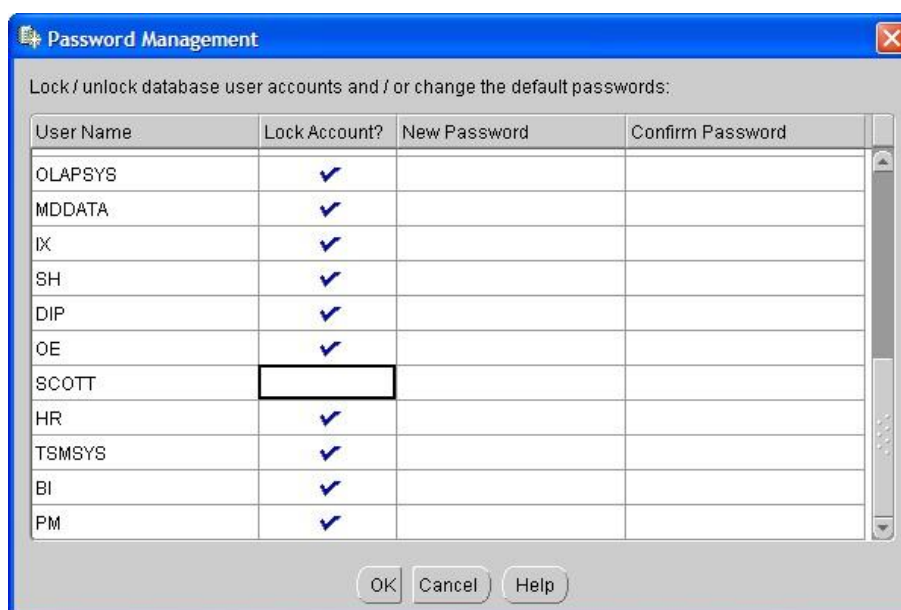 Password Management
Lock / unlock database user accounts and / or change the default passwords:
User Name Lock Account? New Password Confirm Password
OLAPSYS
MDDATA
IX
SH
DIP
OE
SCOTT
HR
TSMSYS
BI
PM
OK Cancel Help